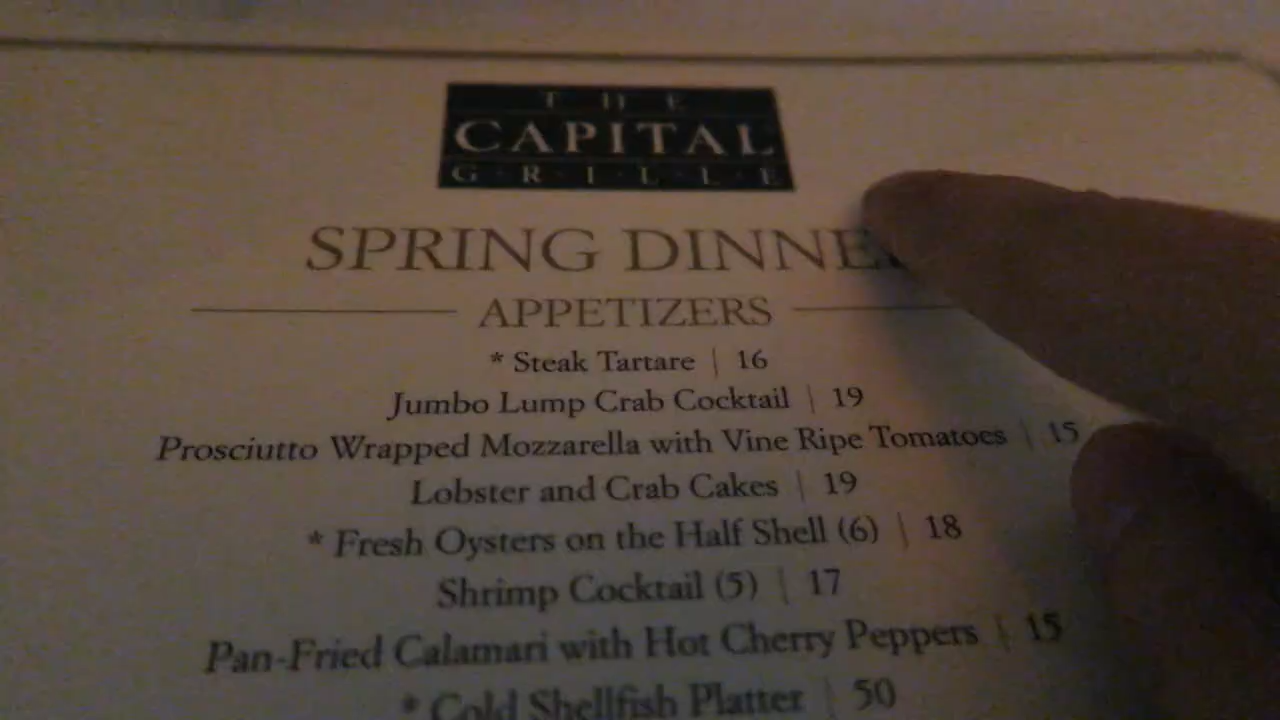 THE
CAPITAL
G·R·I·L·L·E
SPRING DINNE
APPETIZERS
* Steak Tartare | 16
Jumbo Lump Crab Cocktail | 19
Prosciutto Wrapped Mozzarella with Vine Ripe Tomatoes | 15
Lobster and Crab Cakes | 19
* Fresh Oysters on the Half Shell (6) | 18
Shrimp Cocktail (5) | 17
Pan-Fried Calamari with Hot Cherry Peppers | 15
* Cold Shellfish Platter | 50